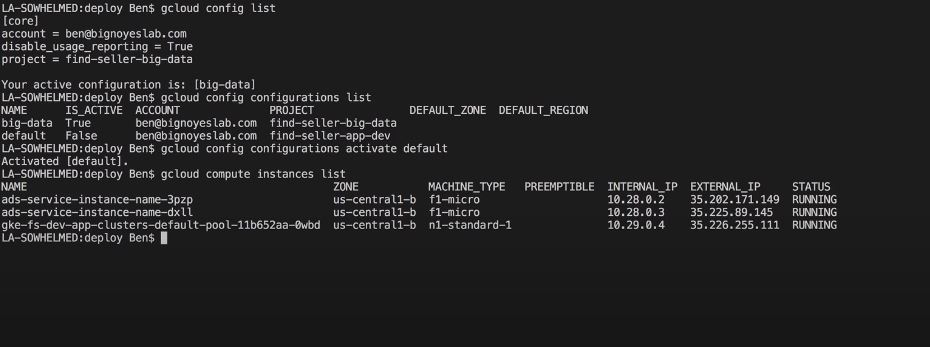 LA-SOWHELMED:deploy Ben$ gcloud config list
[core]
account = ben@bignoyeslab.com
disable_usage_reporting = True
project = find-seller-big-data
Your active configuration is: [big-data]
LA-SOWHELMED:deploy Ben$ gcloud config configurations list
NAME IS_ACTIVE ACCOUNT PROJECT DEFAULT_ZONE DEFAULT_REGION
big-data True ben@bignoyeslab.com find-seller-big-data
default False ben@bignoyeslab.com find-seller-app-dev
LA-SOWHELMED:deploy Ben$ gcloud config configurations activate default
Activated [default].
LA-SOWHELMED:deploy Ben$ gcloud compute instances list
NAME ZONE MACHINE_TYPE PREEMPTIBLE INTERNAL_IP EXTERNAL_IP STATUS
ads-service-instance-name-3pzp us-central1-b f1-micro 10.28.0.2 35.202.171.149 RUNNING
ads-service-instance-name-dxll us-central1-b f1-micro 10.28.0.3 35.225.89.145 RUNNING
gke-fs-dev-app-clusters-default-pool-11b652aa-0wbd us-central1-b n1-standard-1 10.29.0.4 35.226.255.111 RUNNING
LA-SOWHELMED:deploy Ben$